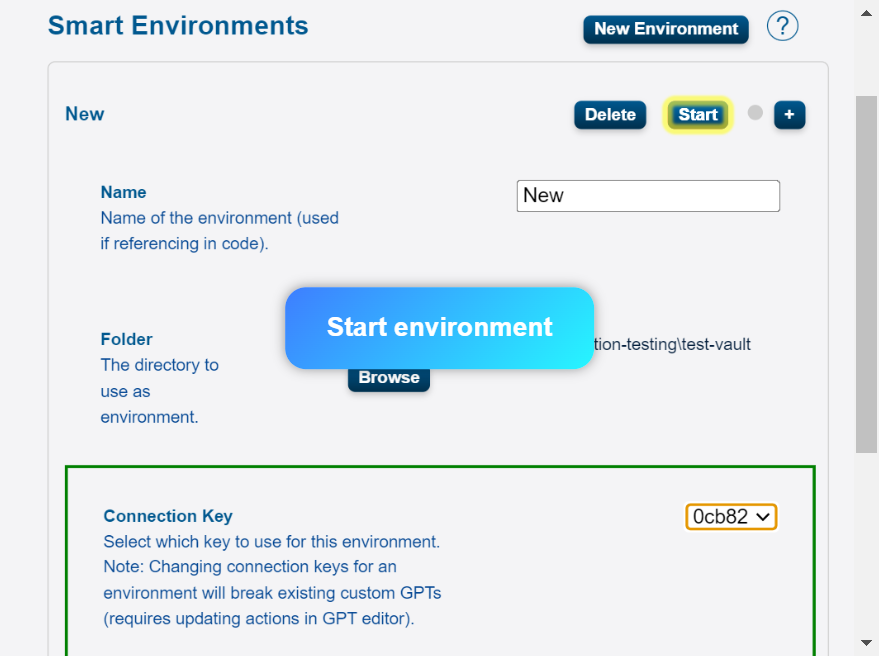 Smart Environments
New Environment
?
New
Delete
Start
+
Name
Name of the environment (used
if referencing in code).
New
Start environment
Folder
The directory to
use as
environment.
tion-testing\test-vault
Browse
Connection Key
Select which key to use for this environment.
Note: Changing connection keys for an
environment will break existing custom GPTs
(requires updating actions in GPT editor).
0cb82